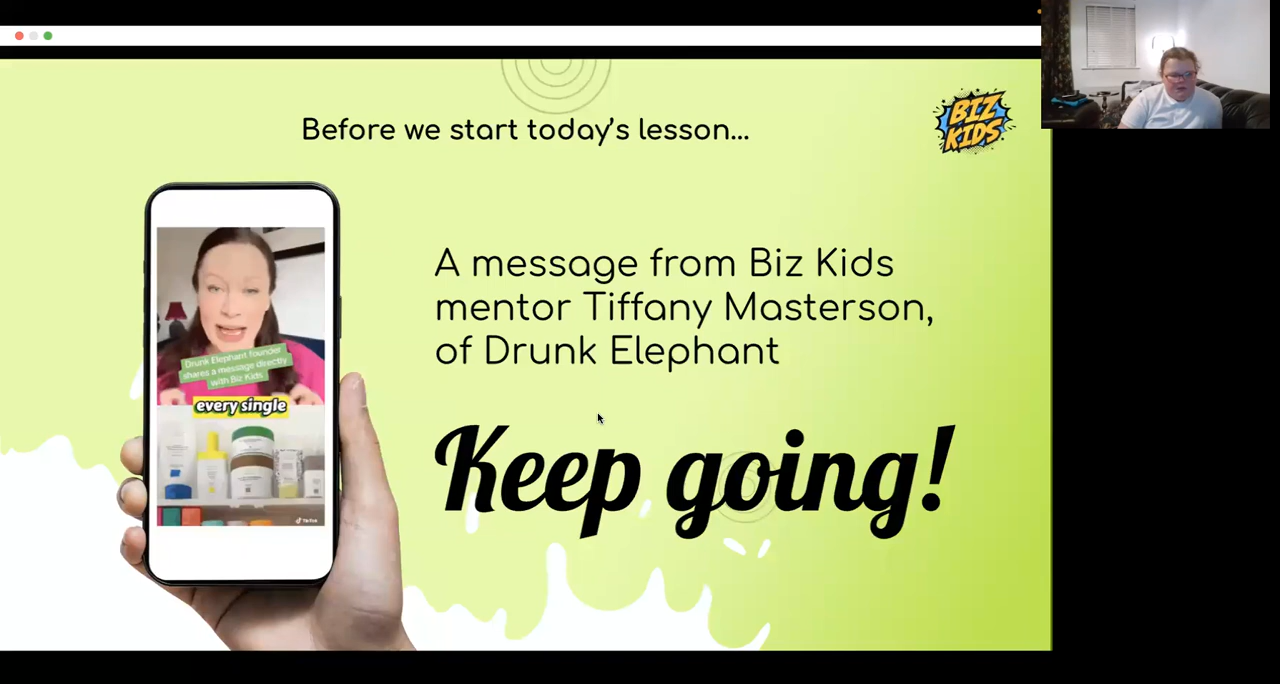 Before we start today's lesson...
BIZ
KIDS
A message from Biz Kids
mentor Tiffany Masterson,
of Drunk Elephant
Keep going!
Drunk Elephant founder
shares a message directly
with Biz Kids
every single
TikTok